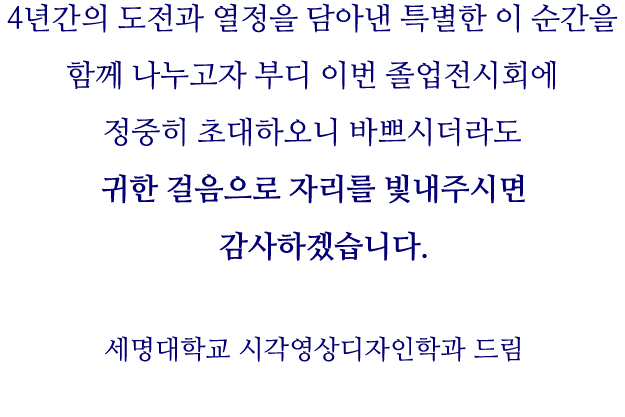 4년간의 도전과 열정을 담아낸 특별한 이 순간을
함께 나누고자 부디 이번 졸업전시회에
정중히 초대하오니 바쁘시더라도
귀한 걸음으로 자리를 빛내주시면
감사하겠습니다.
세명대학교 시각영상디자인학과 드림